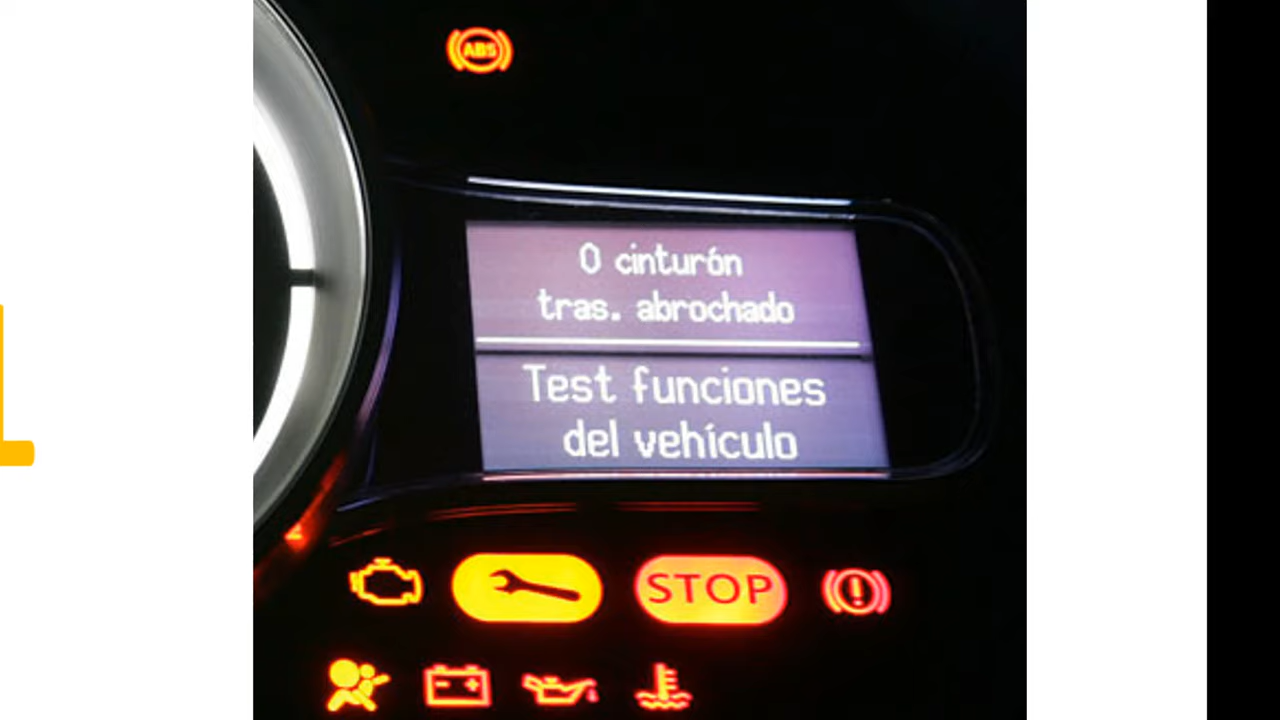 ABS
0 cinturón
tras. abrochado
Test funciones
del vehículo
STOP